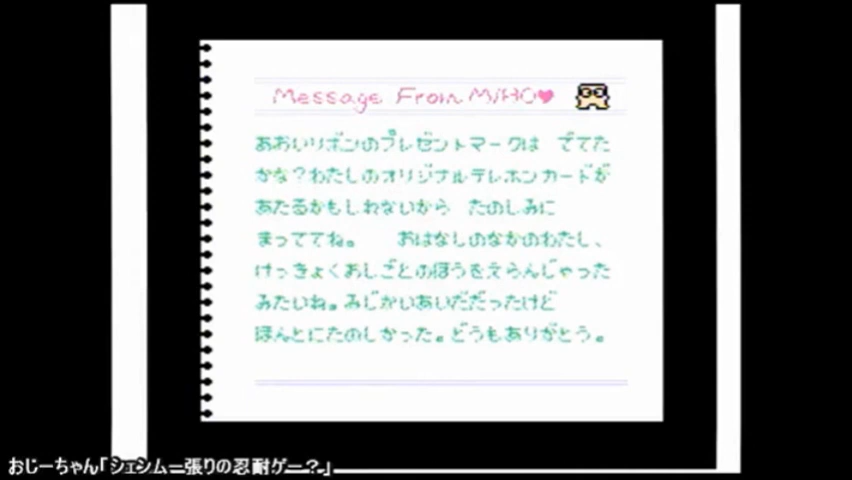 Message From MIHO♥
あおいリボンのプレゼントマークは でてた
かな?わたしのオリジナルテレホンカードが
あたるかもしれないから たのしみに
まっててね。 おはなしのなかのわたし、
けっきょくおしごとのほうをえらんじゃった
みたいね。みじかいあいだだったけど
ほんとにたのしかった。どうもありがとう。
おじーちゃん「シェンムー張りの忍耐ゲー?」